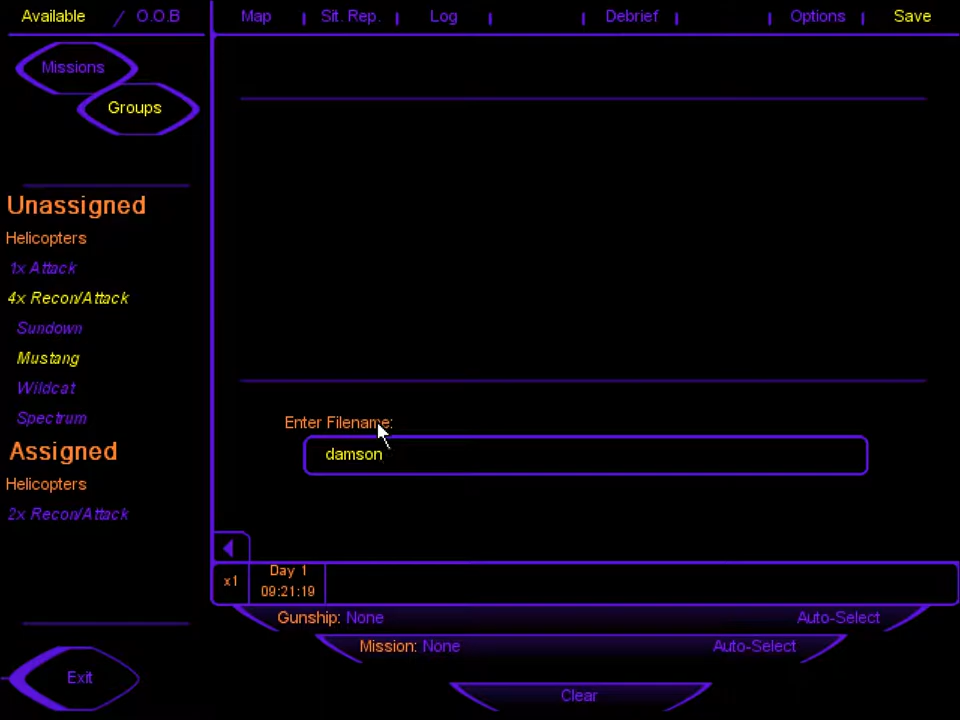 Available / O.O.B
Map | Sit. Rep. | Log | | Debrief | | Options | Save
Missions
Groups
Unassigned
Helicopters
1x Attack
4x Recon/Attack
Sundown
Mustang
Wildcat
Spectrum
Assigned
Helicopters
2x Recon/Attack
Exit
Enter Filename:
damson
x1
Day 1
09:21:19
Gunship: None Auto-Select
Mission: None Auto-Select
Clear